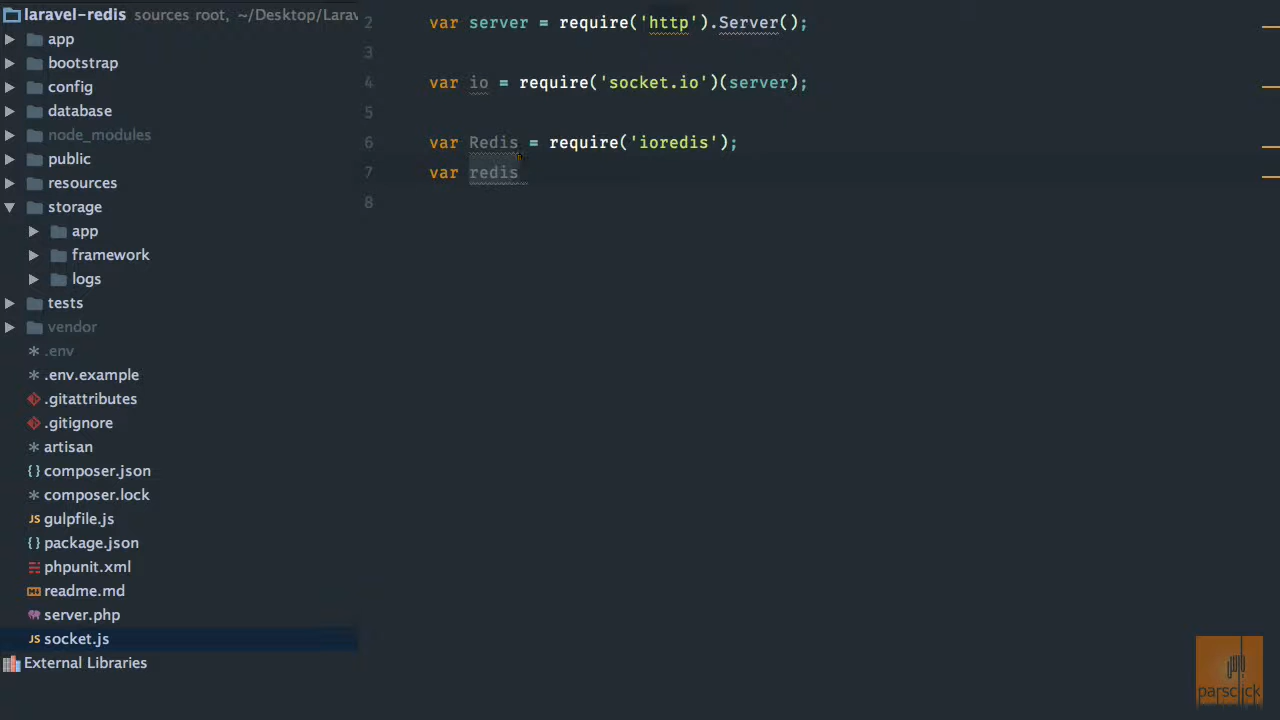 laravel-redis sources root, ~/Desktop/Larav
app
bootstrap
config
database
node_modules
public
resources
storage
app
framework
logs
tests
vendor
.env
.env.example
.gitattributes
.gitignore
artisan
composer.json
composer.lock
gulpfile.js
package.json
phpunit.xml
readme.md
server.php
socket.js
External Libraries
2 var server = require('http').Server();
3
4 var io = require('socket.io')(server);
5
6 var Redis = require('ioredis');
7 var redis
8
parsclick